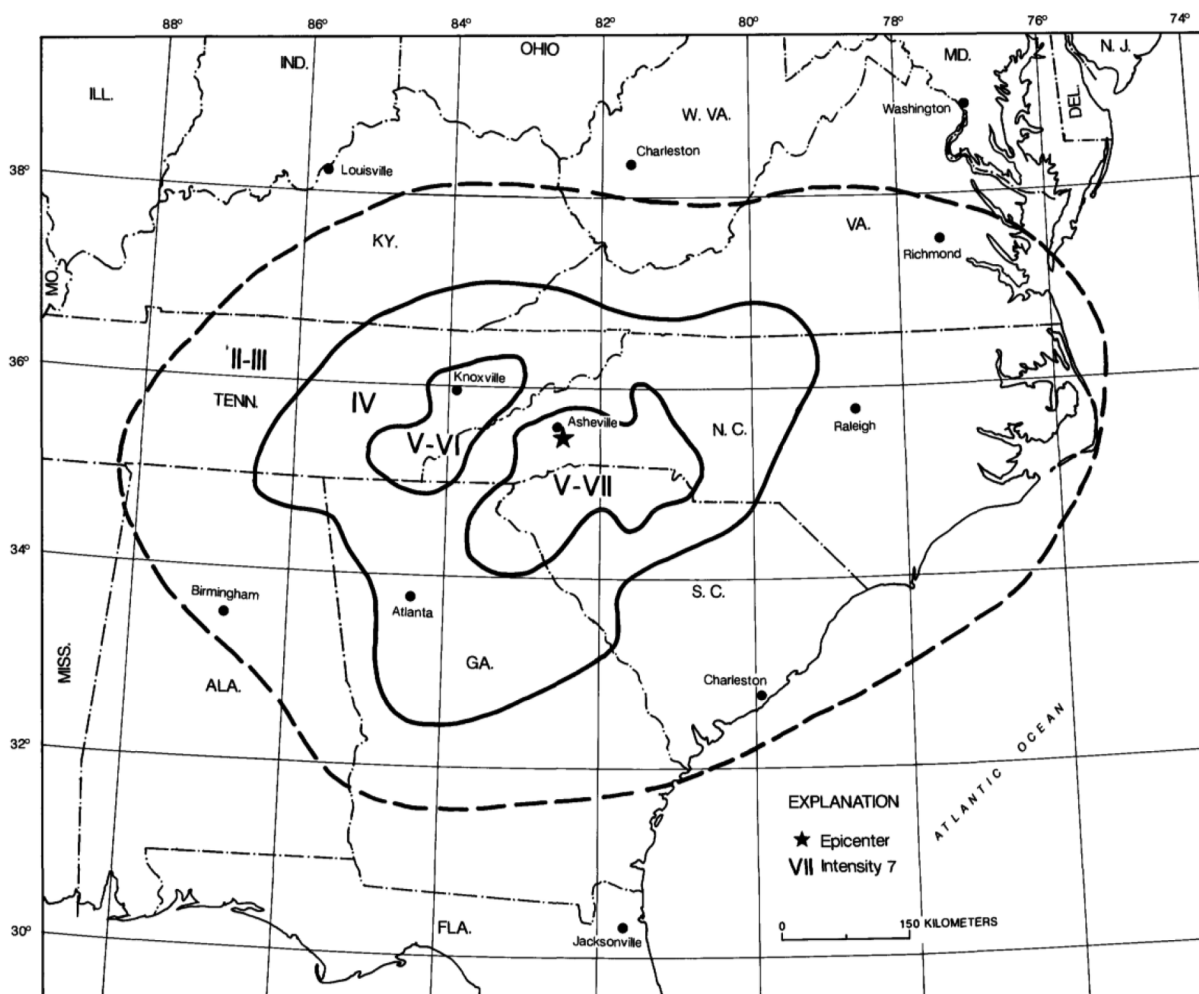 88° 86° 84° 82° 80° 78° 76° 74°
OHIO
IND.
MD.
N. J.
ILL.
DEL.
W. VA.
Washington
Charleston
38°
Louisville
KY.
VA.
Richmond
MO.
36°
II-III
Knoxville
TENN.
IV
Asheville
N. C.
Raleigh
V-VI
V-VII
34°
Birmingham
Atlanta
S. C.
MISS.
GA.
ALA.
Charleston
32°
ATLANTIC OCEAN
EXPLANATION
★ Epicenter
VII Intensity 7
0 150 KILOMETERS
30°
FLA.
Jacksonville